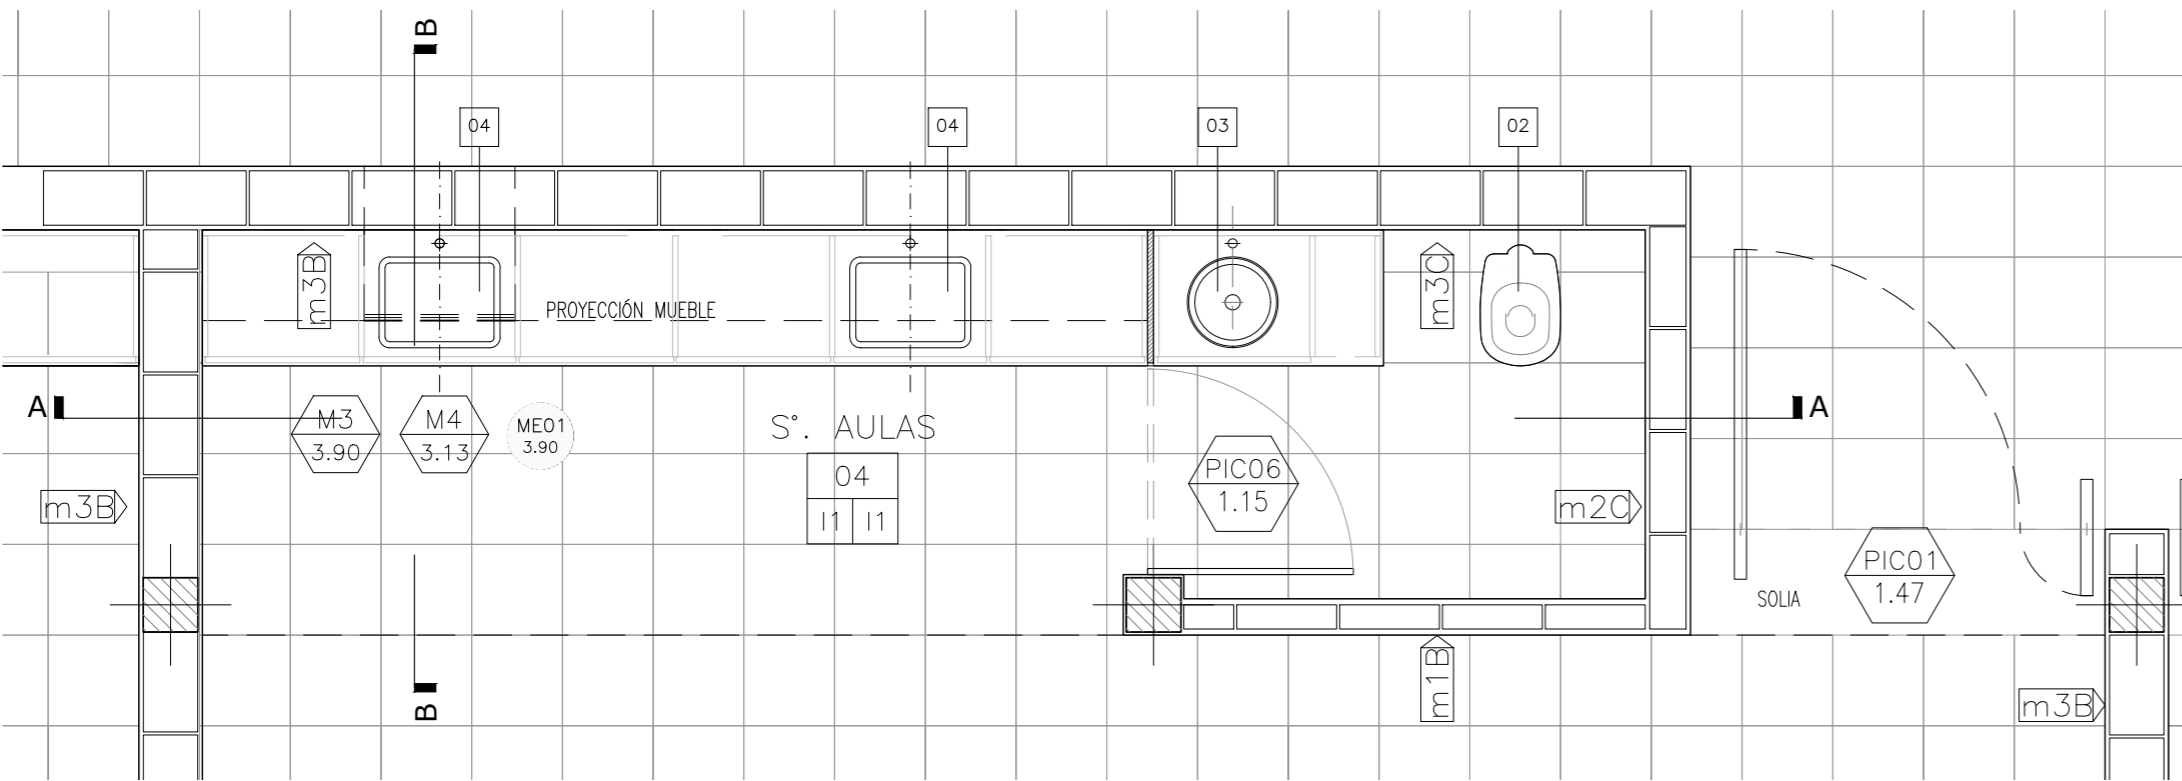 B
04
04
03
02
m3B
m3C
PROYECCIÓN MUEBLE
A
A
M3
3.90
M4
3.13
ME01
3.90
S°. AULAS
04
I1 I1
PIC06
1.15
m3B
m2C
PIC01
1.47
SOLIA
m1B
m3B
B